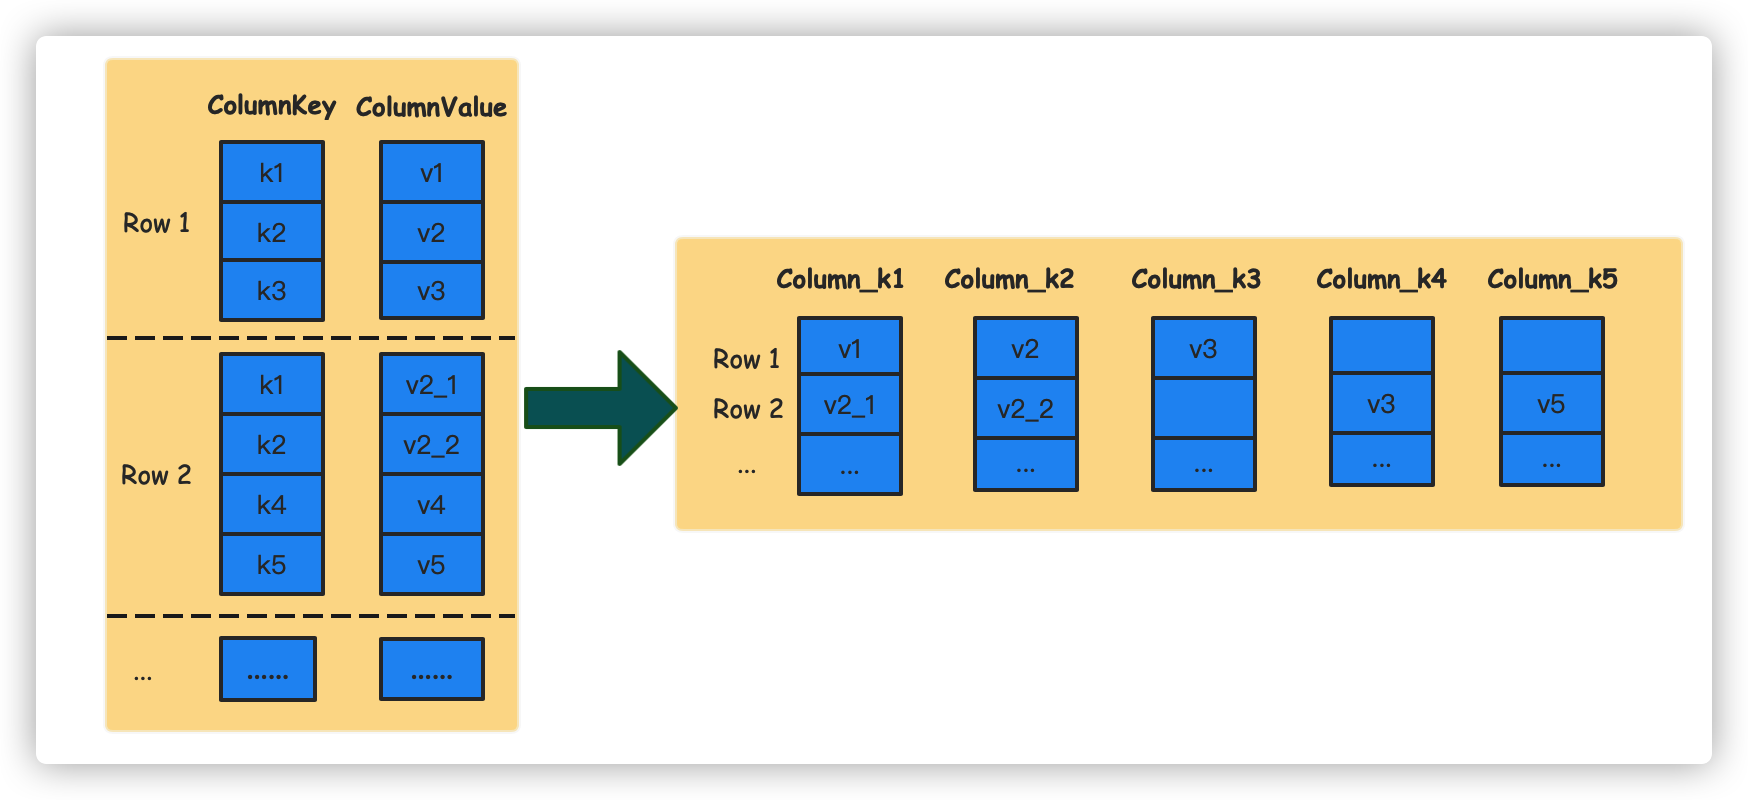 ColumnKey ColumnValue
k1 v1
Row 1 k2 v2
k3 v3
k1 v2_1
k2 v2_2
Row 2
k4 v4
k5 v5
... ...... ......
Column_k1 Column_k2 Column_k3 Column_k4 Column_k5
Row 1 v1 v2 v3
Row 2 v2_1 v2_2 v3 v5
... ... ... ... ... ...